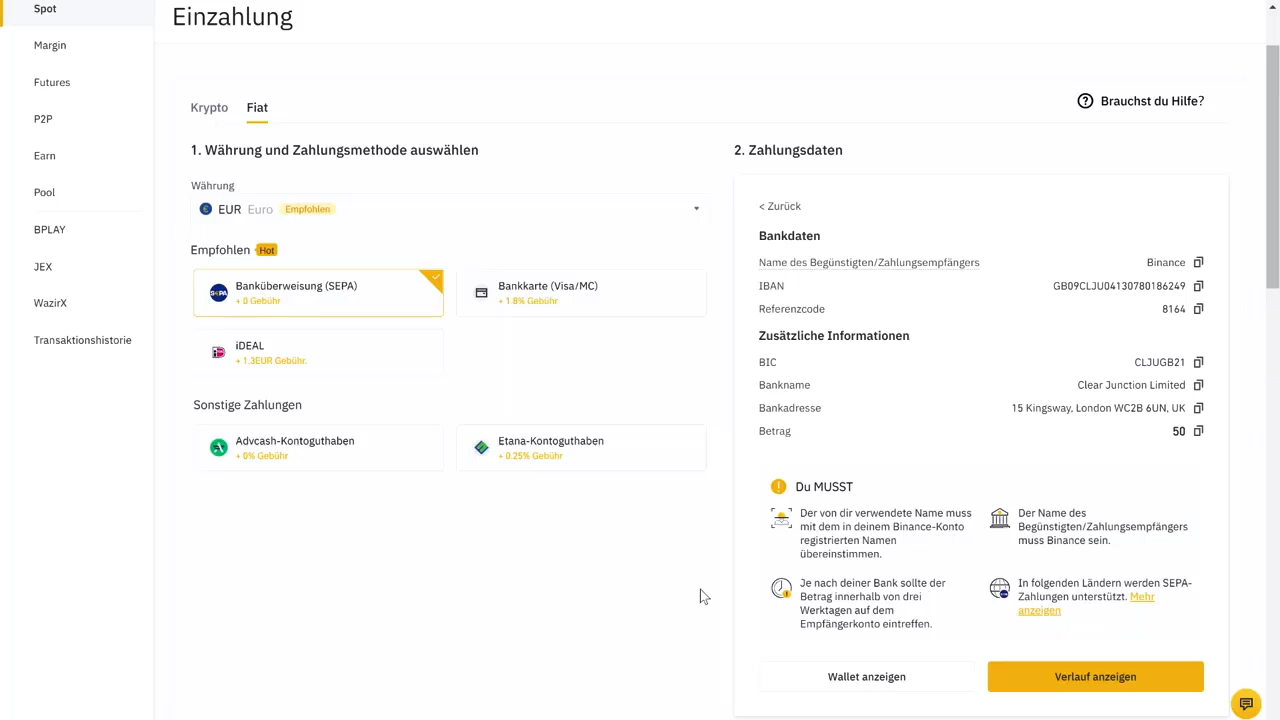 Spot
Margin
Futures
P2P
Earn
Pool
BPLAY
JEX
WazirX
Transaktionshistorie
Einzahlung
Krypto
Fiat
Brauchst du Hilfe?
1. Währung und Zahlungsmethode auswählen
Währung
EUR Euro Empfohlen
Empfohlen Hot
Banküberweisung (SEPA)
+ 0 Gebühr
Bankkarte (Visa/MC)
+ 1.8% Gebühr
iDEAL
+ 1.3EUR Gebühr.
Sonstige Zahlungen
Advcash-Kontoguthaben
+ 0% Gebühr
Etana-Kontoguthaben
+ 0.25% Gebühr
2. Zahlungsdaten
< Zurück
Bankdaten
Name des Begünstigten/Zahlungsempfängers Binance
IBAN GB09CLJU04130780186249
Referenzcode 8164
Zusätzliche Informationen
BIC CLJUGB21
Bankname Clear Junction Limited
Bankadresse 15 Kingsway, London WC2B 6UN, UK
Betrag 50
Du MUSST
Der von dir verwendete Name muss
mit dem in deinem Binance-Konto
registrierten Namen
übereinstimmen.
Der Name des
Begünstigten/Zahlungsempfängers
muss Binance sein.
Je nach deiner Bank sollte der
Betrag innerhalb von drei
Werktagen auf dem
Empfängerkonto eintreffen.
In folgenden Ländern werden SEPA-
Zahlungen unterstützt. Mehr
anzeigen
Wallet anzeigen
Verlauf anzeigen